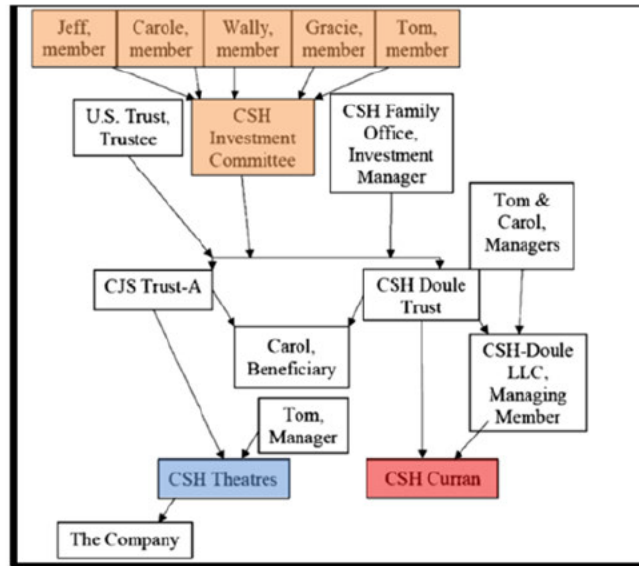 Jeff,
member
Carole,
member
Wally,
member
Gracie,
member
Tom,
member
U.S. Trust,
Trustee
CSH
Investment
Committee
CSH Family
Office,
Investment
Manager
Tom &
Carol,
Managers
CJS Trust-A
CSH Doule
Trust
Carol,
Beneficiary
CSH-Doule
LLC,
Managing
Member
Tom,
Manager
CSH Theatres
CSH Curran
The Company